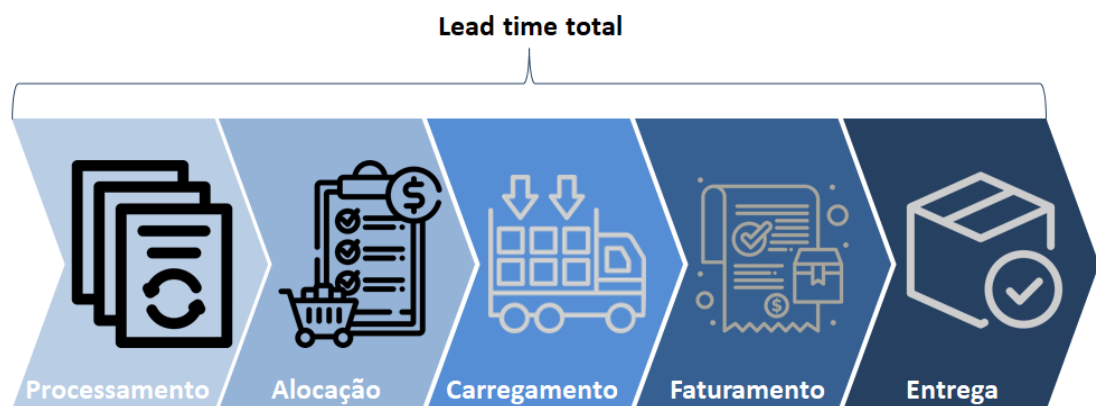 Lead time total
Processamento
Alocação
Carregamento
Faturamento
Entrega